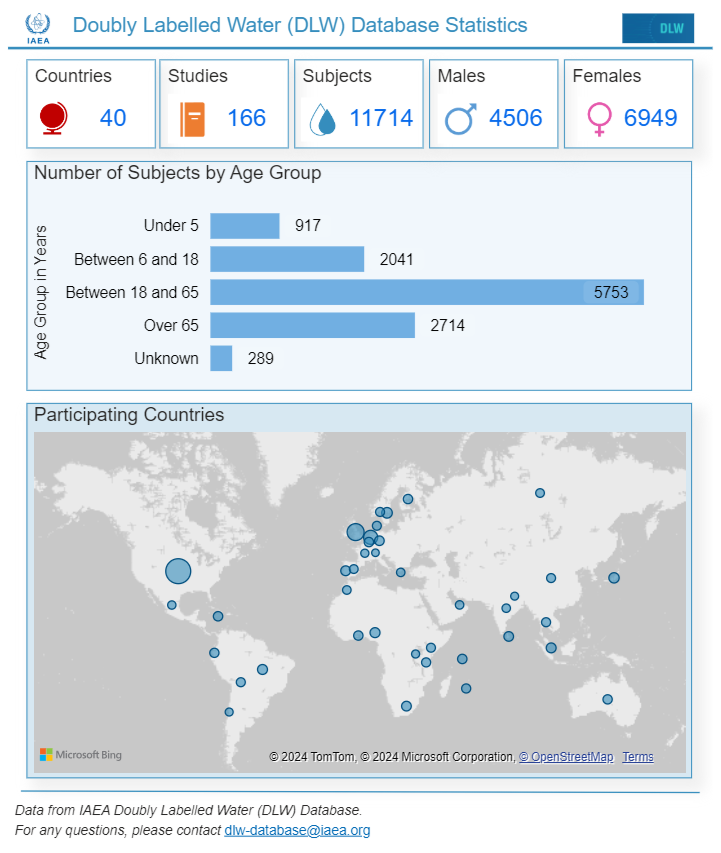 IAEA
Doubly Labelled Water (DLW) Database Statistics
DLW
Countries
40
Studies
166
Subjects
11714
Males
4506
Females
6949
Number of Subjects by Age Group
Age Group in Years
Under 5 917
Between 6 and 18 2041
Between 18 and 65 5753
Over 65 2714
Unknown 289
Participating Countries
Microsoft Bing
© 2024 TomTom, © 2024 Microsoft Corporation, © OpenStreetMap Terms
Data from IAEA Doubly Labelled Water (DLW) Database.
For any questions, please contact dlw-database@iaea.org